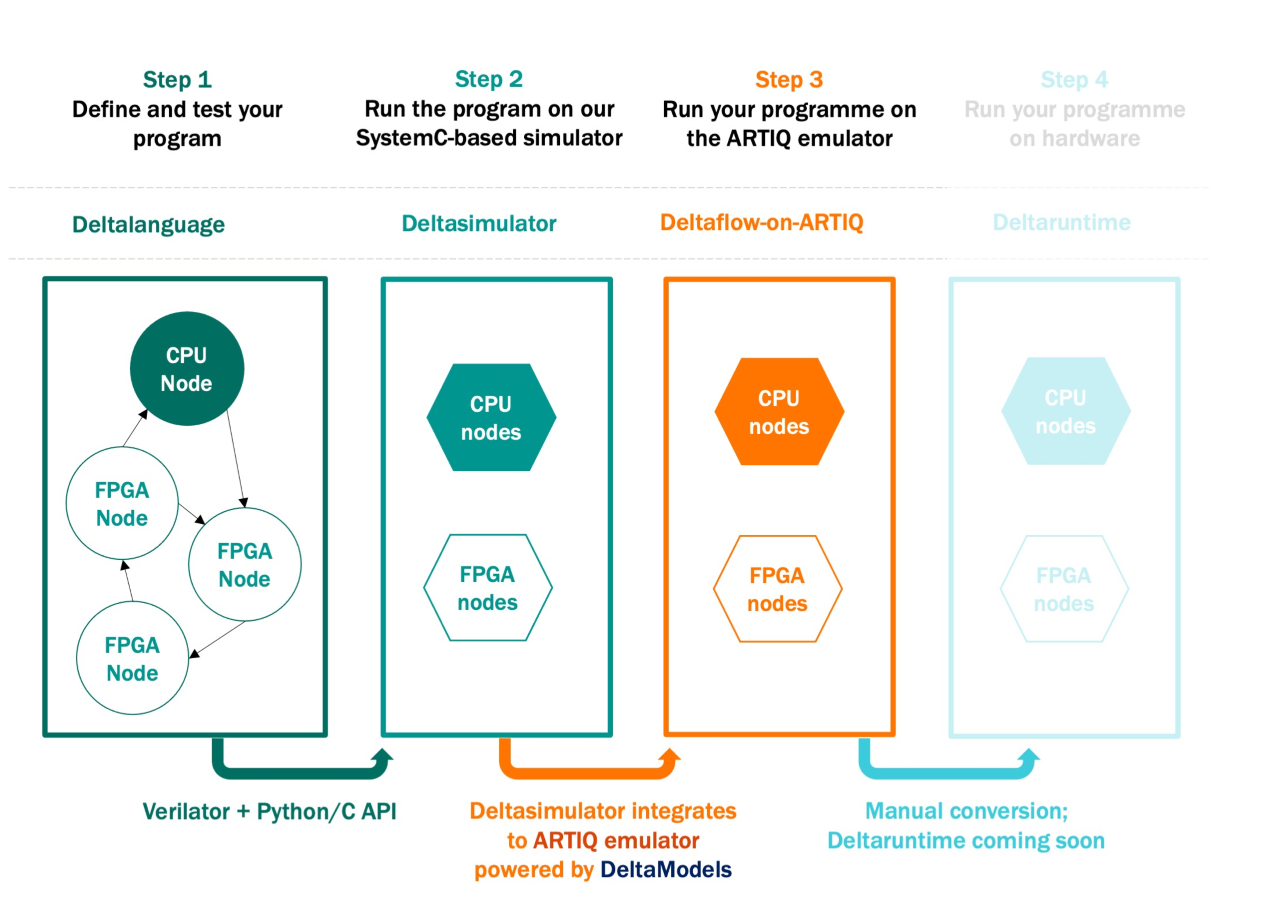 Step 1
Define and test your
program
Step 2
Run the program on our
SystemC-based simulator
Step 3
Run your programme on
the ARTIQ emulator
Step 4
Run your programme
on hardware
Deltalanguage
Deltasimulator
Deltaflow-on-ARTIQ
Deltaruntime
CPU
Node
FPGA
Node
FPGA
Node
FPGA
Node
CPU
nodes
FPGA
nodes
CPU
nodes
FPGA
nodes
CPU
nodes
FPGA
nodes
Verilator + Python/C API
Deltasimulator integrates
to ARTIQ emulator
powered by DeltaModels
Manual conversion;
Deltaruntime coming soon